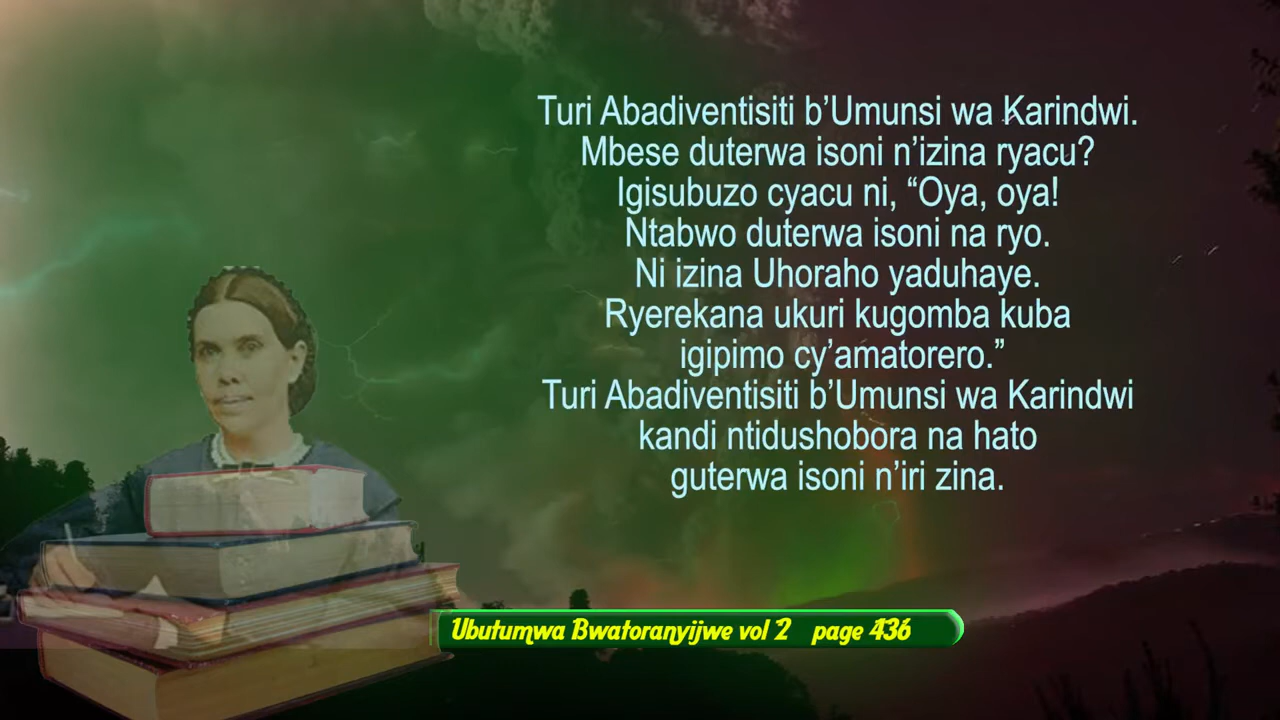 Turi Abadiventisiti b’Umunsi wa Karindwi.
Mbese duterwa isoni n’izina ryacu?
Igisubuzo cyacu ni, “Oya, oya!
Ntabwo duterwa isoni na ryo.
Ni izina Uhoraho yaduhaye.
Ryerekana ukuri kugomba kuba
igipimo cy’amatorero.”
Turi Abadiventisiti b’Umunsi wa Karindwi
kandi ntidushobora na hato
guterwa isoni n’iri zina.
Ubutumwa Bwatoranyijwe vol 2 page 436